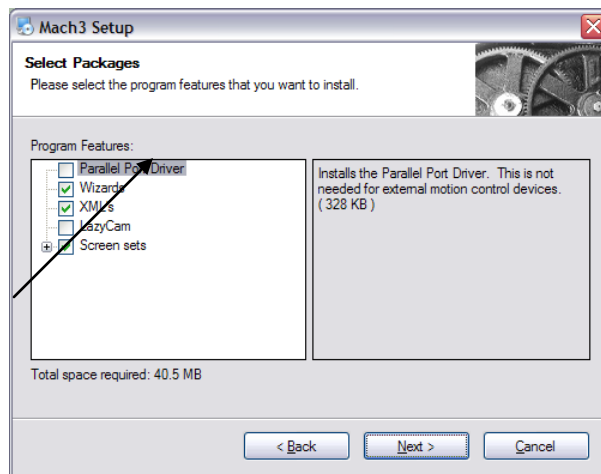 Mach3 Setup
Select Packages
Please select the program features that you want to install.
Program Features:
Parallel Port Driver
Wizards
XML's
LazyCam
Screen sets
Installs the Parallel Port Driver. This is not
needed for external motion control devices.
( 328 KB )
Total space required: 40.5 MB
< Back
Next >
Cancel